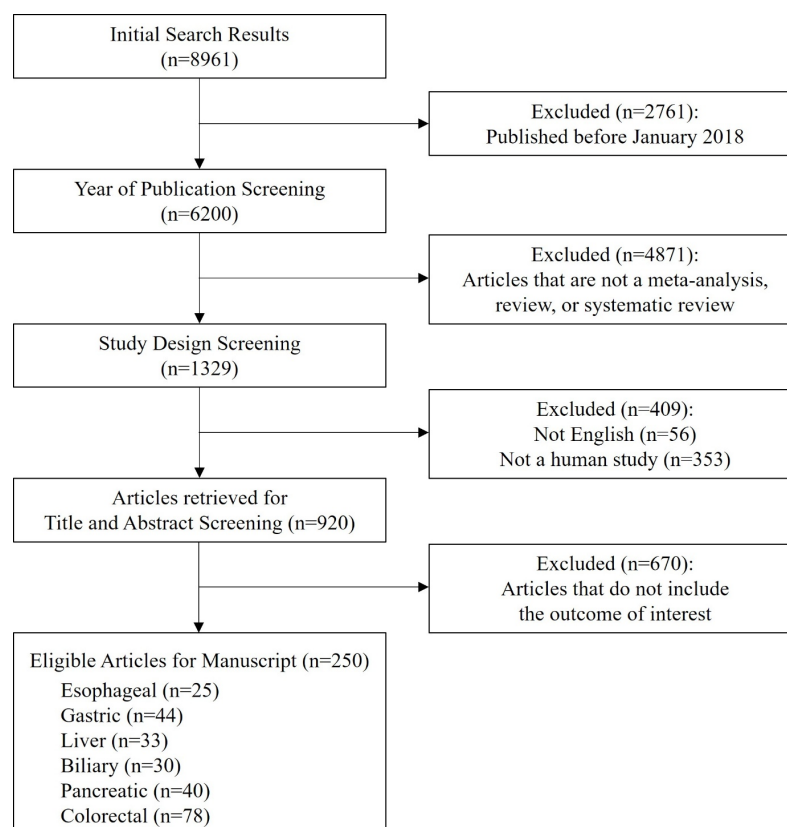 Initial Search Results
(n=8961)
Excluded (n=2761):
Published before January 2018
Year of Publication Screening
(n=6200)
Excluded (n=4871):
Articles that are not a meta-analysis,
review, or systematic review
Study Design Screening
(n=1329)
Excluded (n=409):
Not English (n=56)
Not a human study (n=353)
Articles retrieved for
Title and Abstract Screening (n=920)
Excluded (n=670):
Articles that do not include
the outcome of interest
Eligible Articles for Manuscript (n=250)
Esophageal (n=25)
Gastric (n=44)
Liver (n=33)
Biliary (n=30)
Pancreatic (n=40)
Colorectal (n=78)